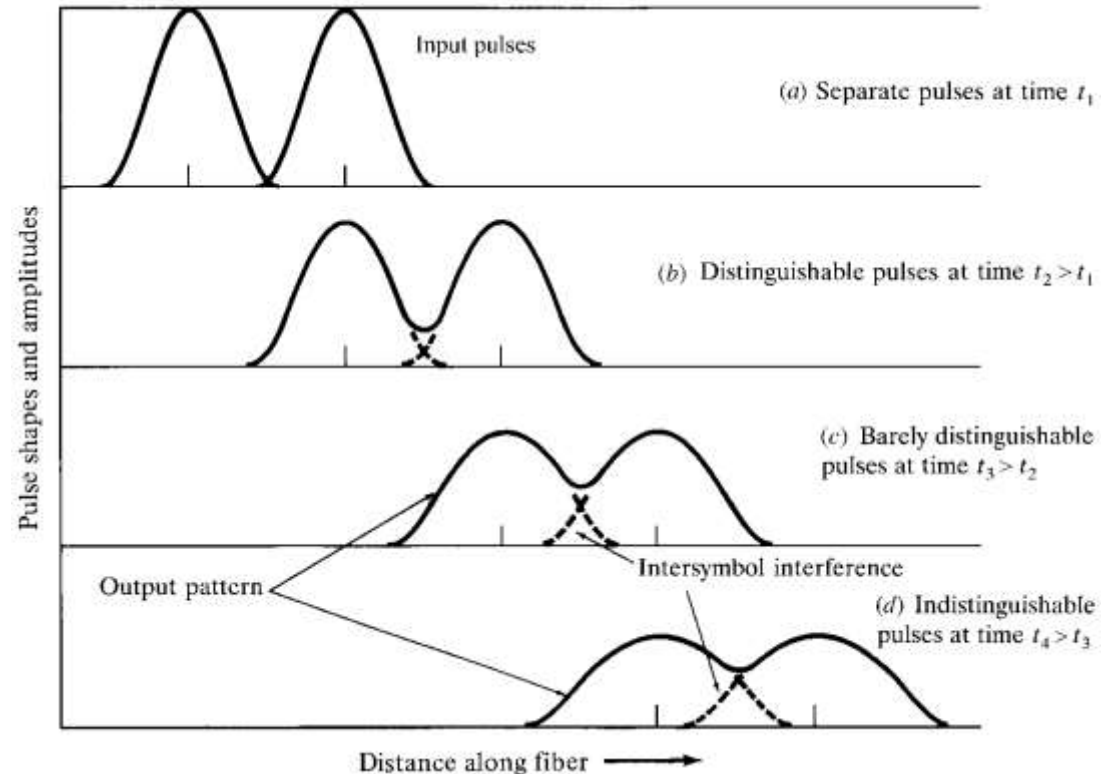 Input pulses
(a) Separate pulses at time t₁
(b) Distinguishable pulses at time t₂ > t₁
(c) Barely distinguishable
pulses at time t₃ > t₂
Output pattern
Intersymbol interference
(d) Indistinguishable
pulses at time t₄ > t₃
Pulse shapes and amplitudes
Distance along fiber